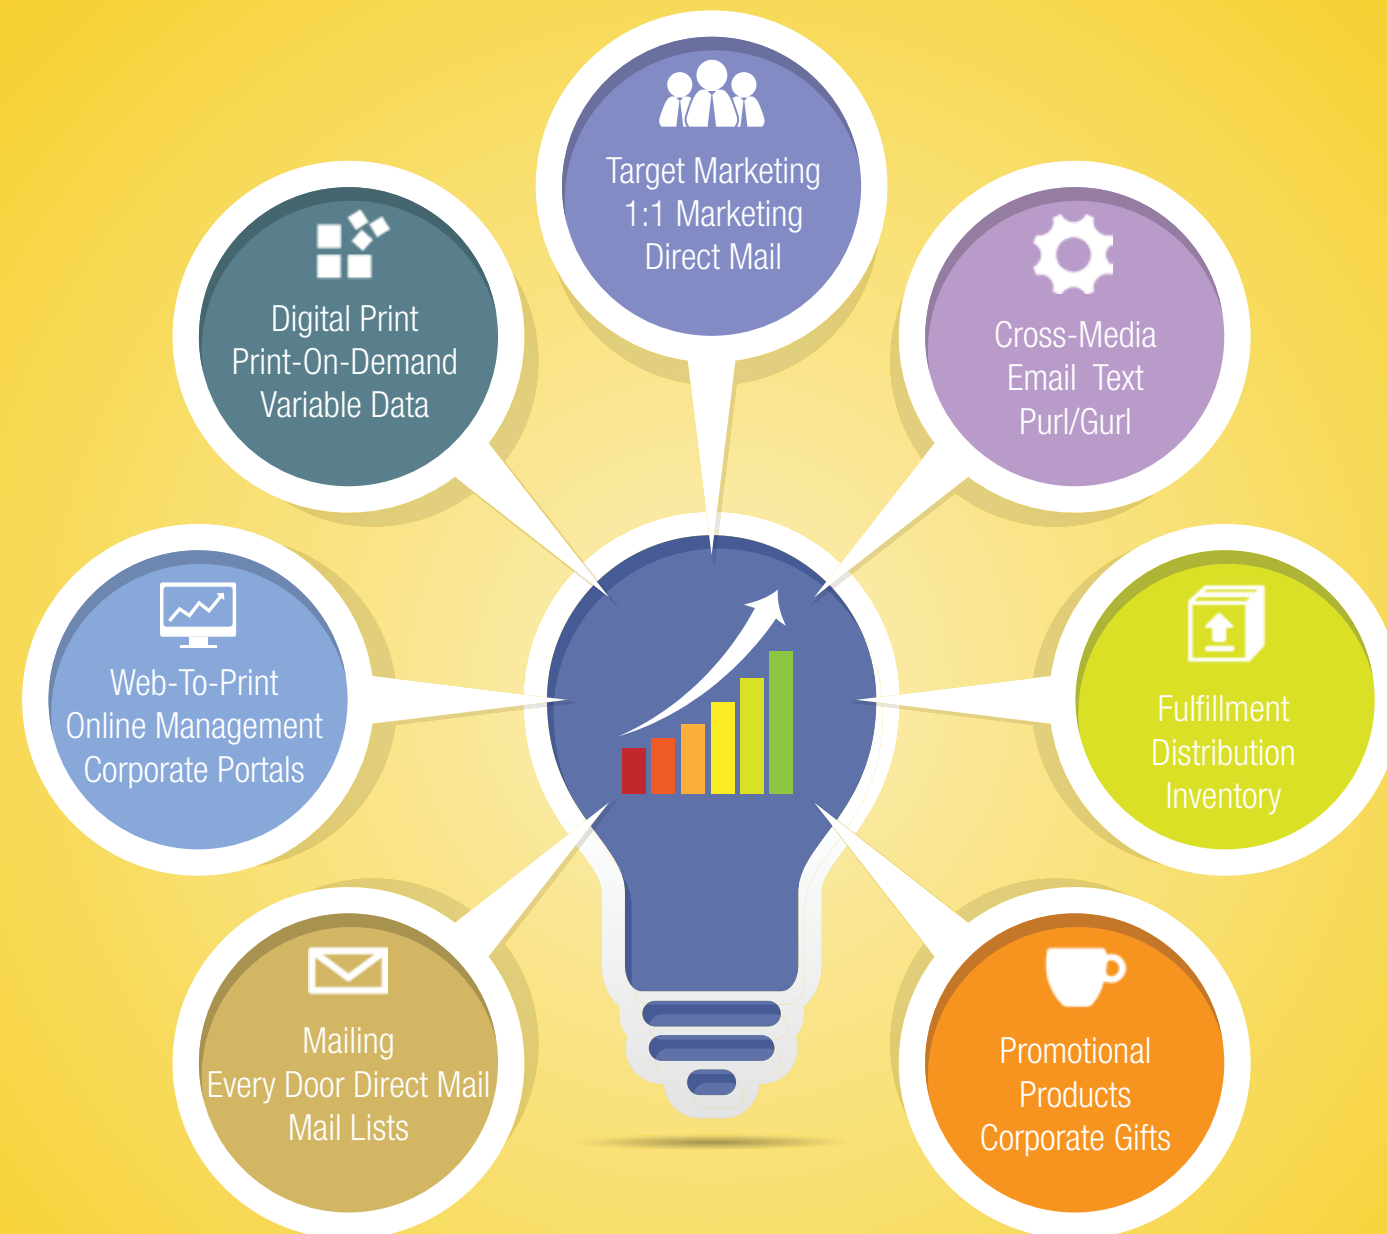 Target Marketing
1:1 Marketing
Direct Mail
Digital Print
Print-On-Demand
Variable Data
Cross-Media
Email  Text
Purl/Gurl
Web-To-Print
Online Management
Corporate Portals
Fulfillment
Distribution
Inventory
Mailing
Every Door Direct Mail
Mail Lists
Promotional
Products
Corporate Gifts